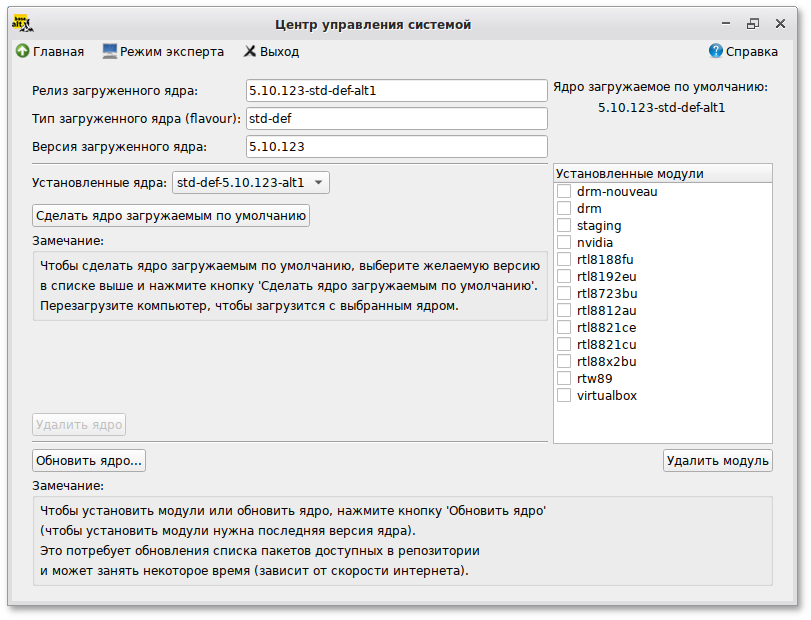 Центр управления системой
Главная
Режим эксперта
Выход
Справка
Релиз загруженного ядра:
5.10.123-std-def-alt1
Тип загруженного ядра (flavour):
std-def
Версия загруженного ядра:
5.10.123
Ядро загружаемое по умолчанию:
5.10.123-std-def-alt1
Установленные ядра:
std-def-5.10.123-alt1
Сделать ядро загружаемым по умолчанию
Замечание:
Чтобы сделать ядро загружаемым по умолчанию, выберите желаемую версию
в списке выше и нажмите кнопку 'Сделать ядро загружаемым по умолчанию'.
Перезагрузите компьютер, чтобы загрузится с выбранным ядром.
Удалить ядро
Установленные модули
drm-nouveau
drm
staging
nvidia
rtl8188fu
rtl8192eu
rtl8723bu
rtl8812au
rtl8821ce
rtl8821cu
rtl88x2bu
rtw89
virtualbox
Обновить ядро...
Удалить модуль
Замечание:
Чтобы установить модули или обновить ядро, нажмите кнопку 'Обновить ядро'
(чтобы установить модули нужна последняя версия ядра).
Это потребует обновления списка пакетов доступных в репозитории
и может занять некоторое время (зависит от скорости интернета).